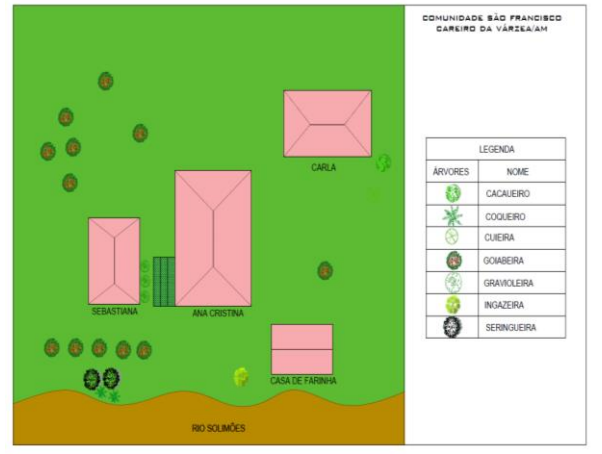 COMUNIDADE SÃO FRANCISCO
CAREIRO DA VÁRZEA/AM
LEGENDA
ÁRVORES NOME
CACAUEIRO
COQUEIRO
CUIEIRA
GOIABEIRA
GRAVIOLEIRA
INGAZEIRA
SERINGUEIRA
CARLA
SEBASTIANA
ANA CRISTINA
CASA DE FARINHA
RIO SOLIMÕES